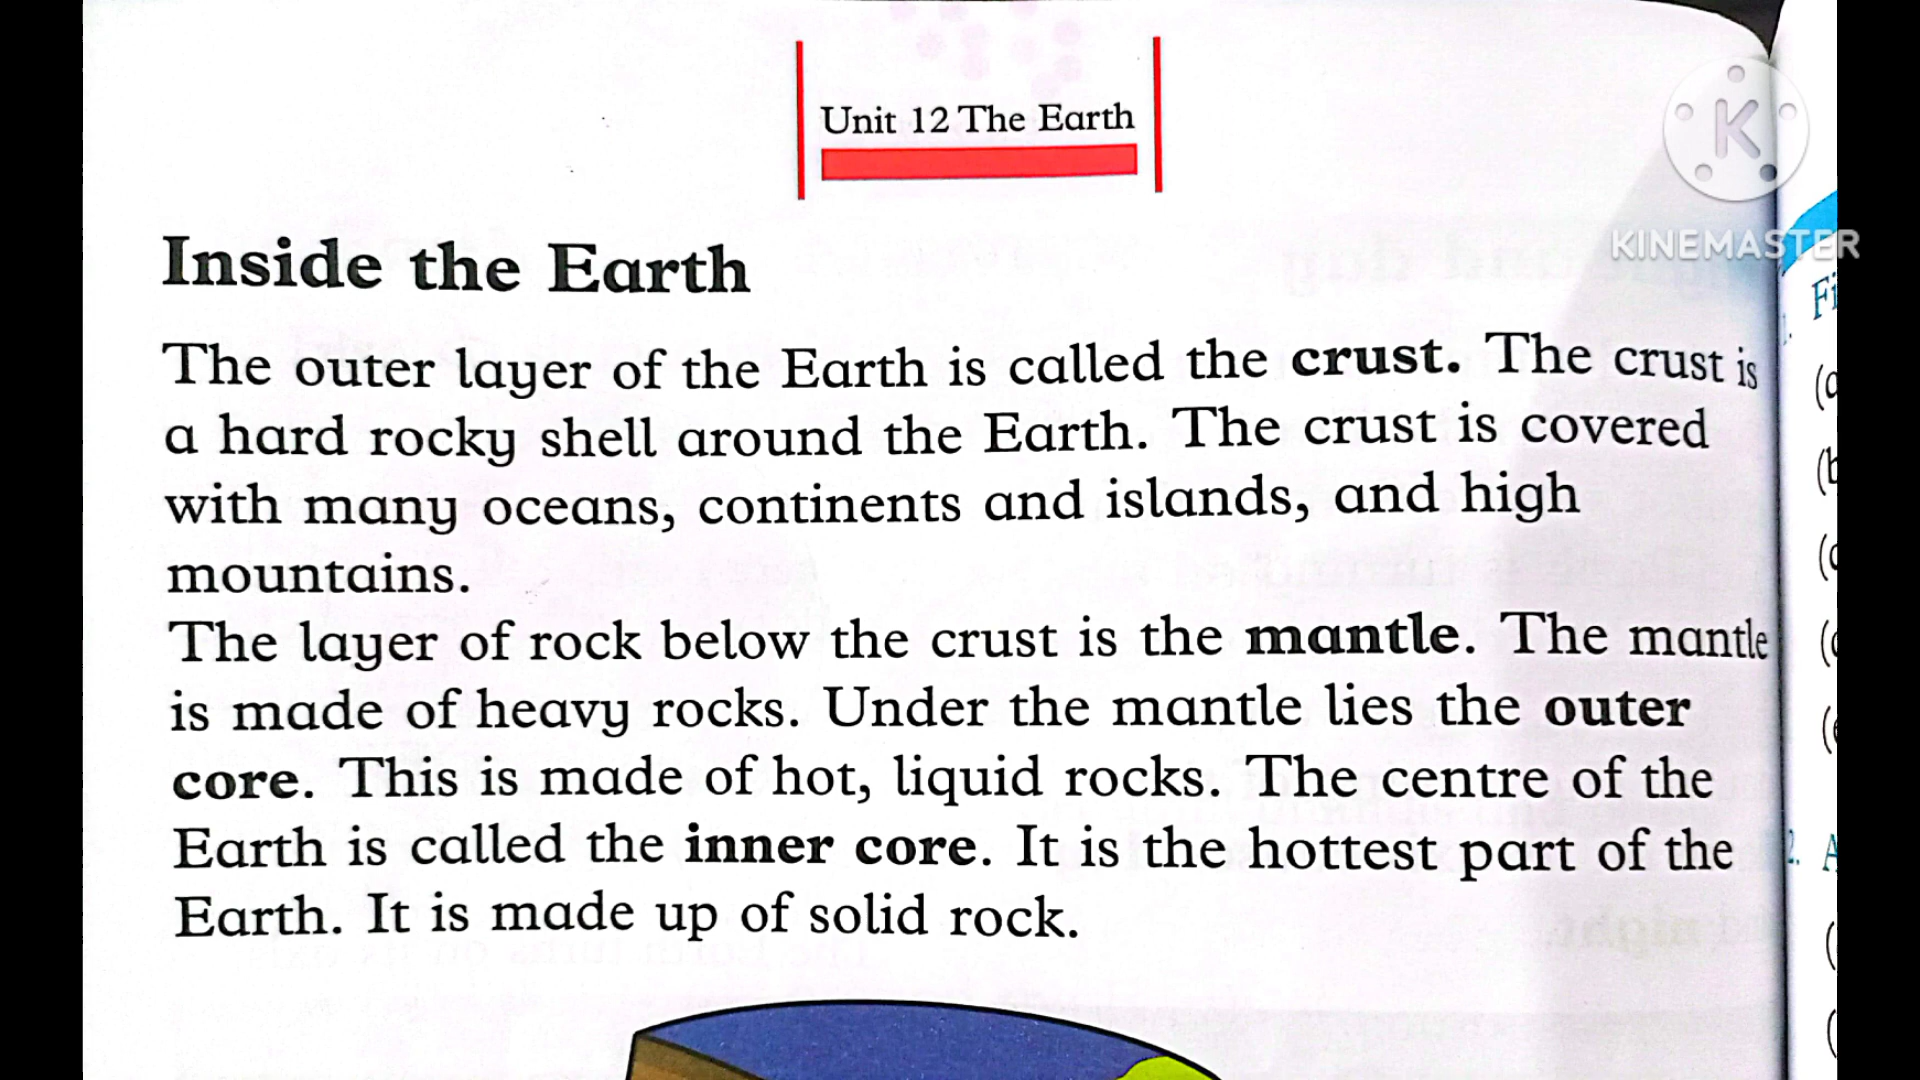 Unit 12 The Earth
KINEMASTER
Inside the Earth
The outer layer of the Earth is called the crust. The crust is
a hard rocky shell around the Earth. The crust is covered
with many oceans, continents and islands, and high
mountains.
The layer of rock below the crust is the mantle. The mantle
is made of heavy rocks. Under the mantle lies the outer
core. This is made of hot, liquid rocks. The centre of the
Earth is called the inner core. It is the hottest part of the
Earth. It is made up of solid rock.